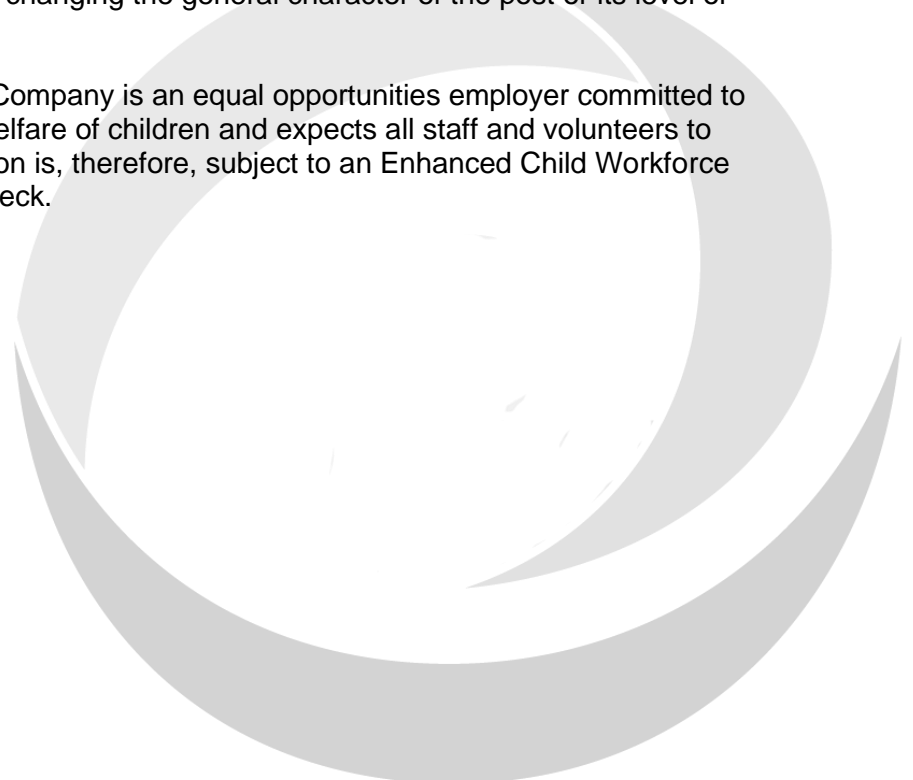 changing the general character of the post or its level of
Company is an equal opportunities employer committed to
elfare of children and expects all staff and volunteers to
on is, therefore, subject to an Enhanced Child Workforce
eck.